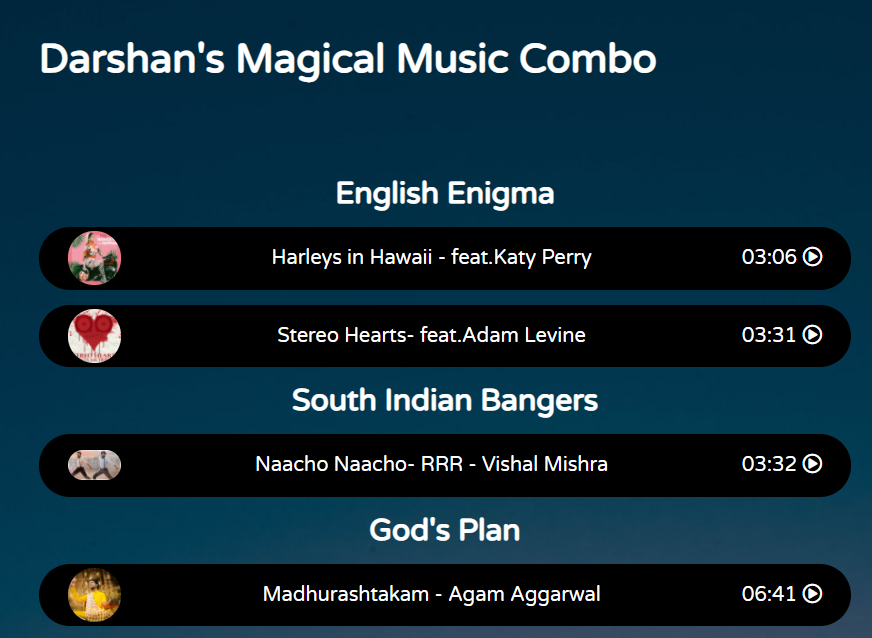 Darshan's Magical Music Combo
English Enigma
Harleys in Hawaii - feat.Katy Perry 03:06
Stereo Hearts- feat.Adam Levine 03:31
South Indian Bangers
Naacho Naacho- RRR - Vishal Mishra 03:32
God's Plan
Madhurashtakam - Agam Aggarwal 06:41